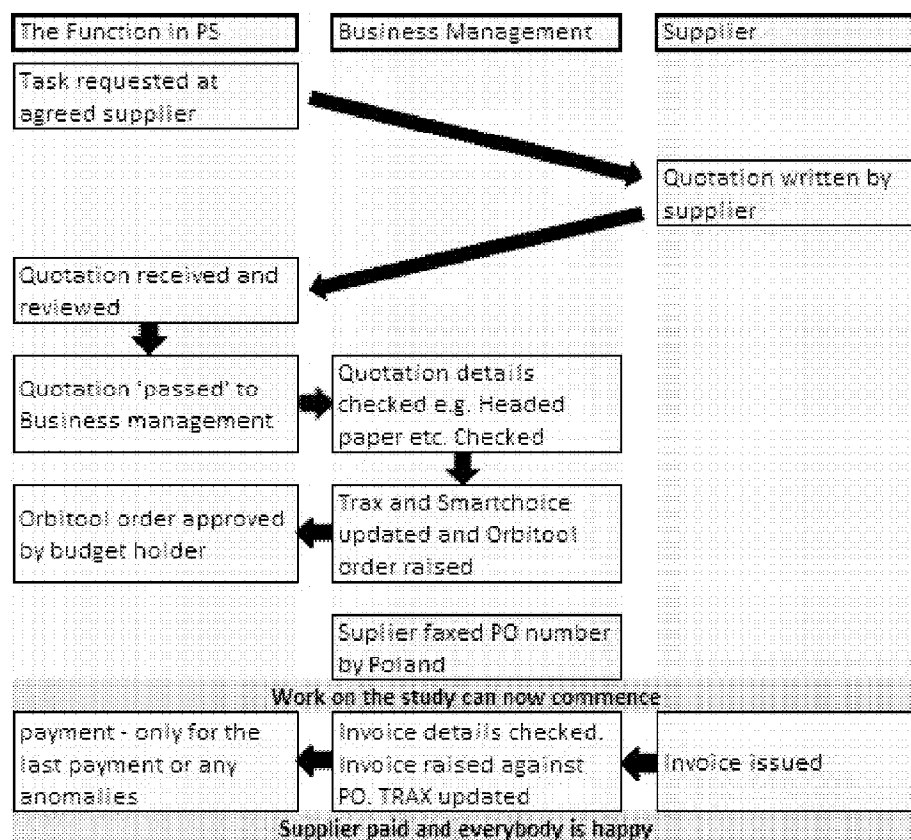 The Function in PS
Business Management
Supplier
Task requested at
agreed supplier
Quotation written by
supplier
Quotation received and
reviewed
Quotation 'passed' to
Business management
Quotation details
checked e.g. Headed
paper etc. Checked
Trax and Smartchoice
updated and Orbitool
order raised
Orbitool order approved
by budget holder
Suplier faxed PO number
by Poland
Work on the study can now commence
Invoice issued
Invoice details checked.
Invoice raised against
PO. TRAX updated
payment - only for the
last payment or any
anomalies
Supplier paid and everybody is happy